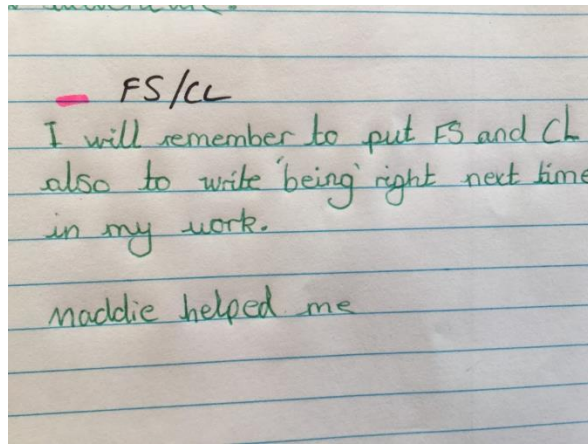 - FS/CL
I will remember to put FS and CL
also to write 'being' right next time
in my work.
Maddie helped me